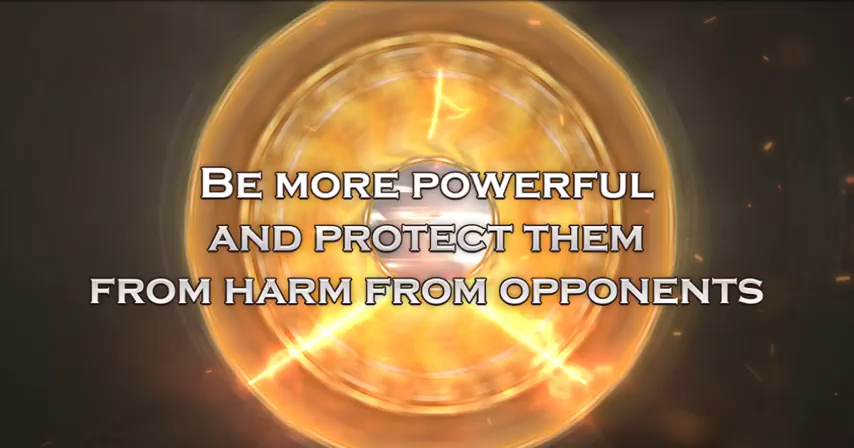 Be more powerful
and protect them
from harm from opponents